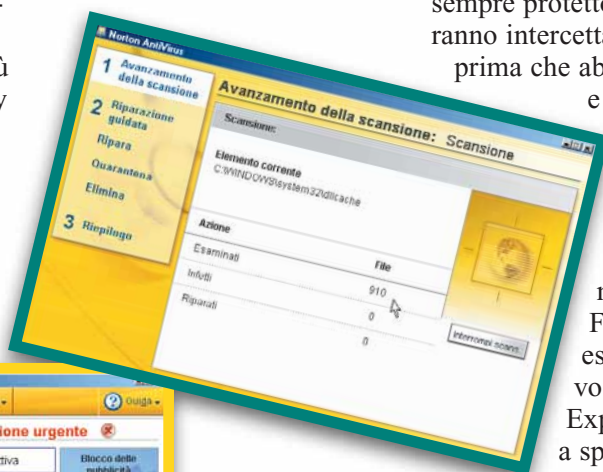 sempre protetto
ranno intercetta
prima che ab
e
ù
y
Norton AntiVirus
1 Avanzamento
della scansione
2 Riparazione
guidata
Ripara
Quarantena
Elimina
3 Riepilogo
Avanzamento della scansione: Scansione
Scansione:
Elemento corrente
C:\WINDOWS\system32\dllcache
Azione File
Esaminati 910
Infetti 0
Riparati 0
Interrompi scans.
F
es
vo
Exp
a sp
Guida
ione urgente
tiva
Blocco delle
pubblicità